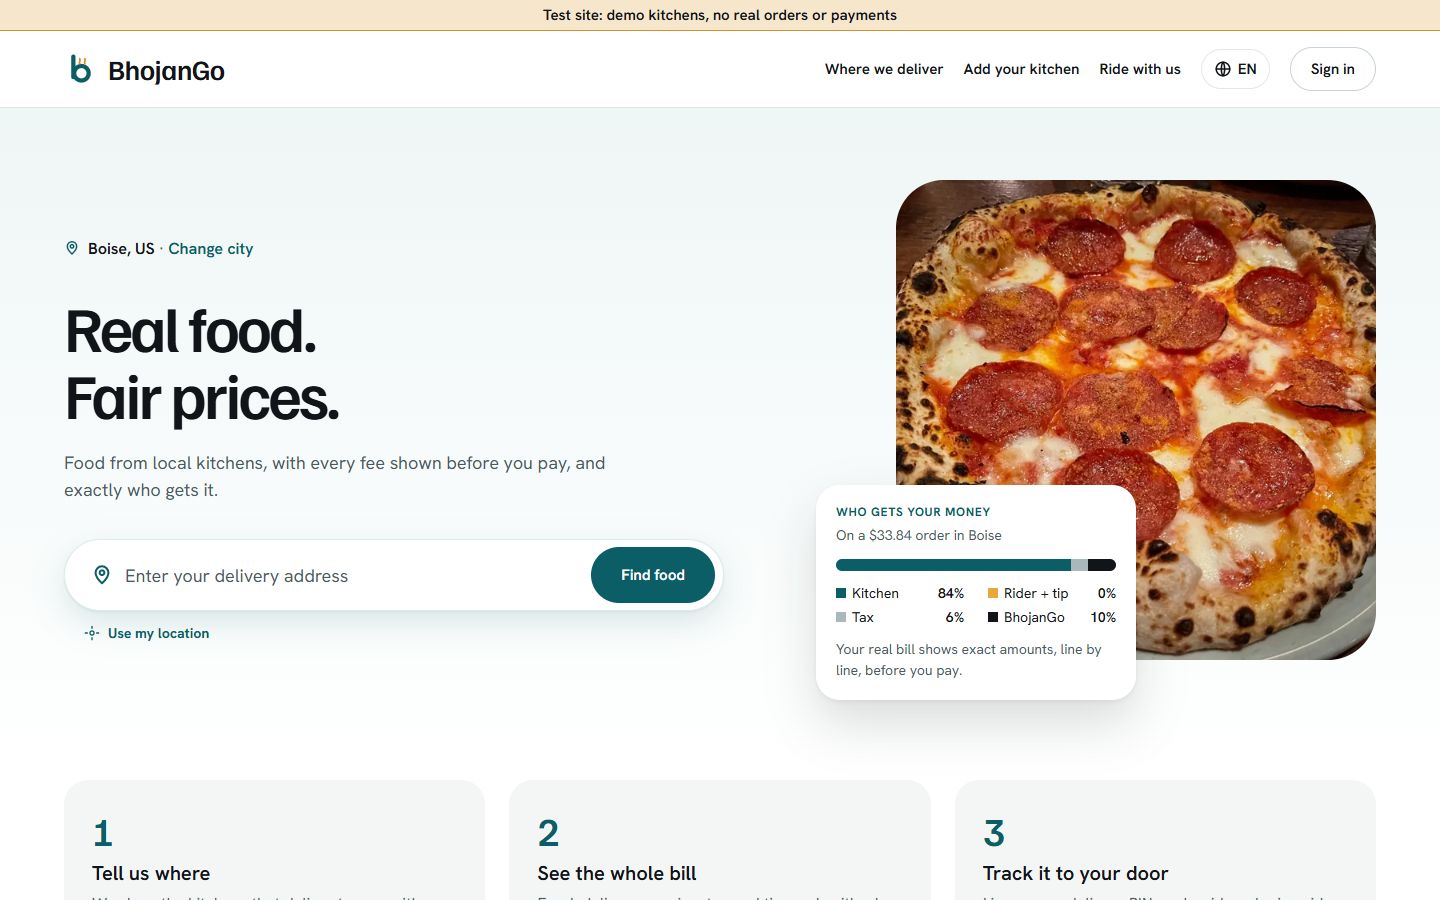 Test site: demo kitchens, no real orders or payments
BhojanGo
Where we deliver
Add your kitchen
Ride with us
EN
Sign in
Boise, US · Change city
Real food.
Fair prices.
Food from local kitchens, with every fee shown before you pay, and
exactly who gets it.
Enter your delivery address
Find food
Use my location
WHO GETS YOUR MONEY
On a $33.84 order in Boise
Kitchen 84%
Rider + tip 0%
Tax 6%
BhojanGo 10%
Your real bill shows exact amounts, line by
line, before you pay.
1
Tell us where
2
See the whole bill
3
Track it to your door